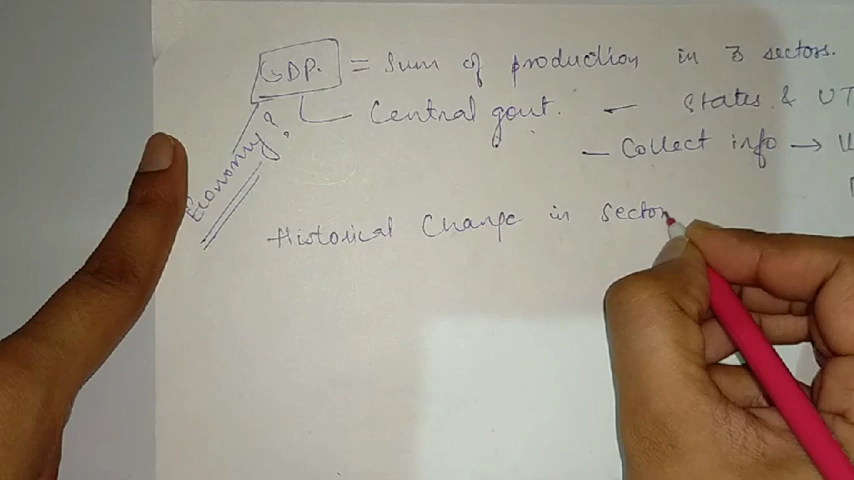 GDP. = Sum of production in 3 sectors.
Central govt. — States & UT
— Collect info →
Economy?
Historical Change in sector